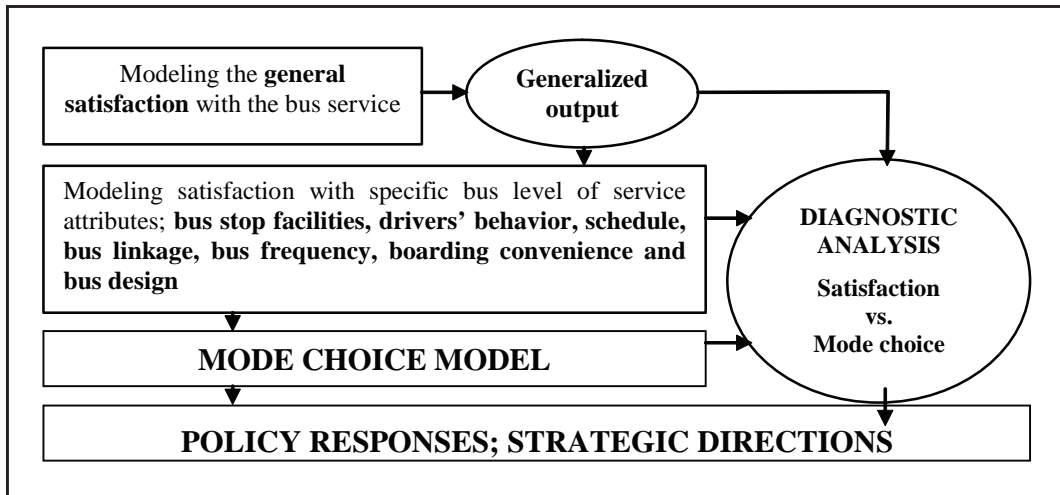 Modeling the general
satisfaction with the bus service
Generalized
output
Modeling satisfaction with specific bus level of service
attributes; bus stop facilities, drivers’ behavior, schedule,
bus linkage, bus frequency, boarding convenience and
bus design
DIAGNOSTIC
ANALYSIS
Satisfaction
vs.
Mode choice
MODE CHOICE MODEL
POLICY RESPONSES; STRATEGIC DIRECTIONS